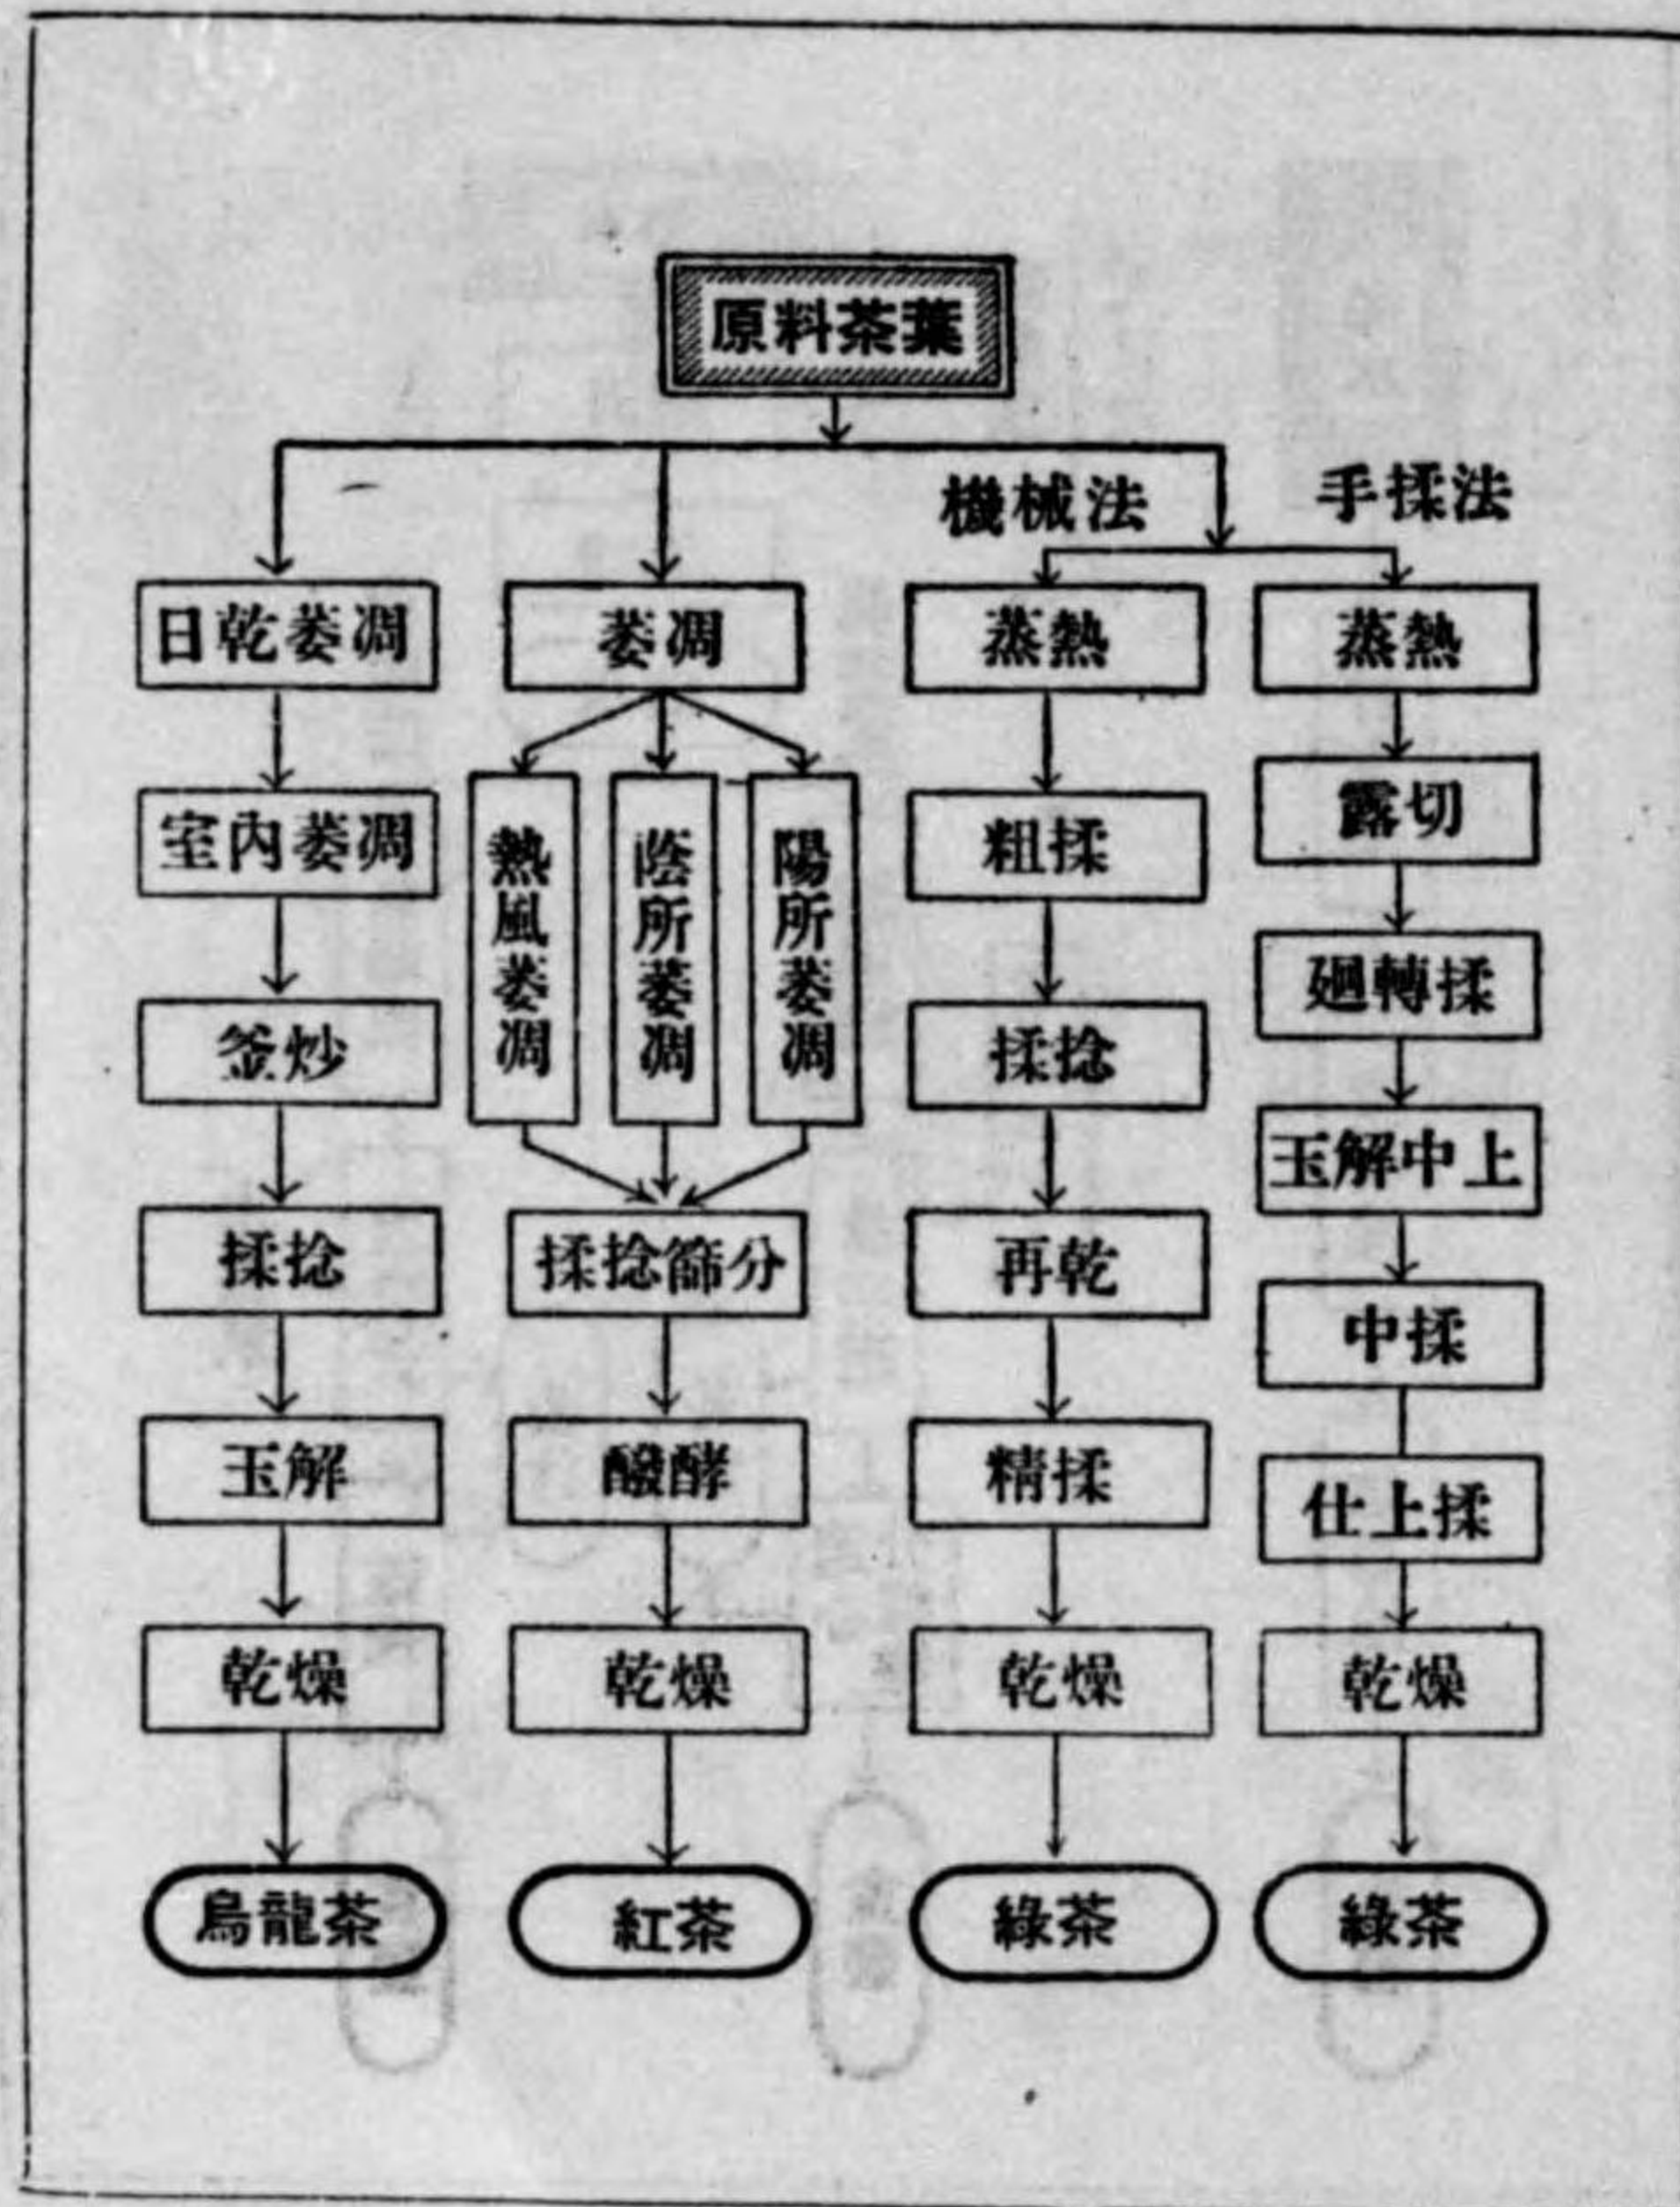 原料茶葉
機械法
手揉法
日乾萎凋
室內萎凋
釜炒
揉捻
玉解
乾燥
烏龍茶
萎凋
熱風萎凋
蔭所萎凋
陽所萎凋
揉捻篩分
醱酵
乾燥
紅茶
蒸熱
粗揉
揉捻
再乾
精揉
乾燥
綠茶
蒸熱
露切
廻轉揉
玉解中上
中揉
仕上揉
乾燥
綠茶